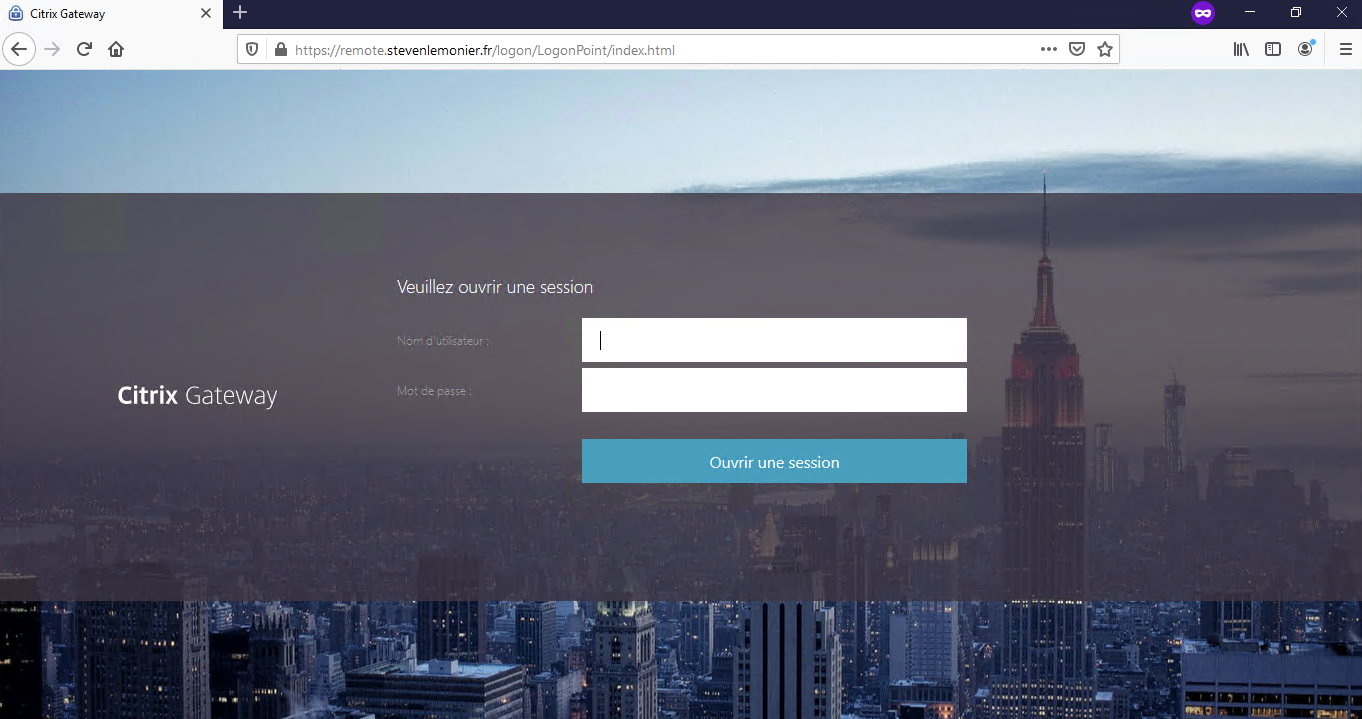 Citrix Gateway
https://remote.stevenlemonier.fr/logon/LogonPoint/index.html
Veuillez ouvrir une session
Nom d'utilisateur :
Mot de passe :
Citrix Gateway
Ouvrir une session